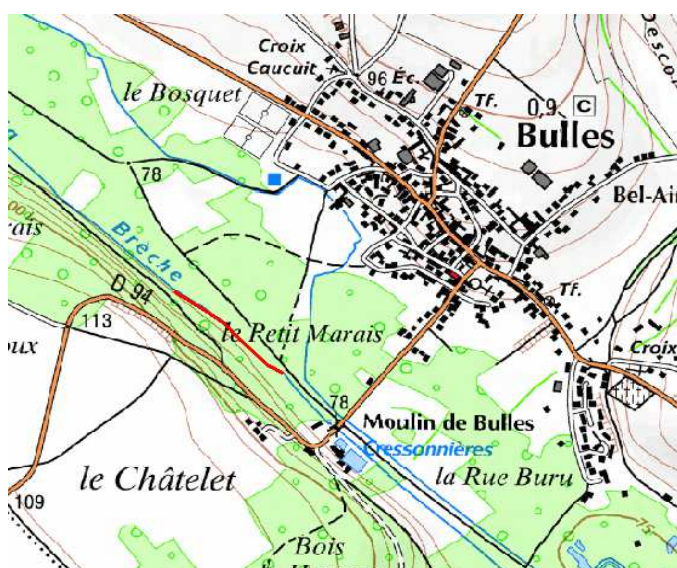 Croix
Caucuit
96 Éc.
le Bosquet
Tf.
0,9 C
Bulles
78
Bel-Air
Brèche
D 94
Tf.
113
le Petit Marais
Croix
78
Moulin de Bulles
Cressonnières
le Châtelet
la Rue Buru
109
75
Bois